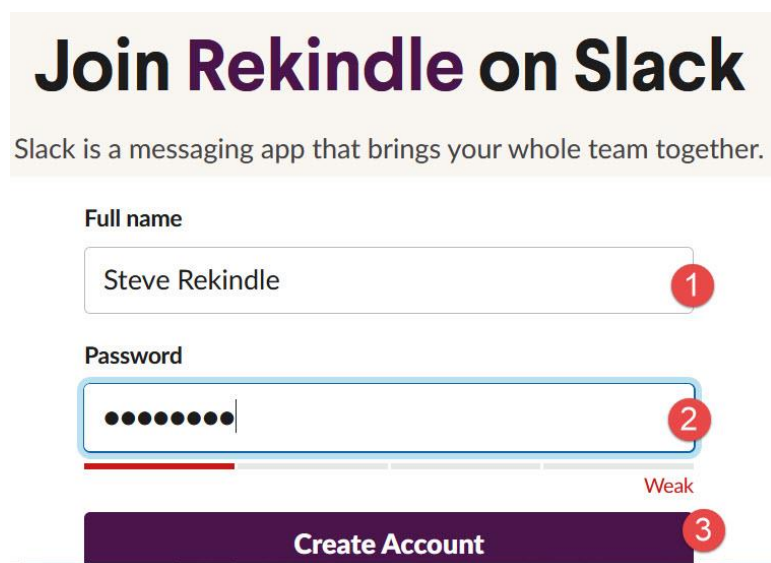 Join Rekindle on Slack
Slack is a messaging app that brings your whole team together.
Full name
Steve Rekindle
1
Password
••••••••
2
Weak
Create Account
3